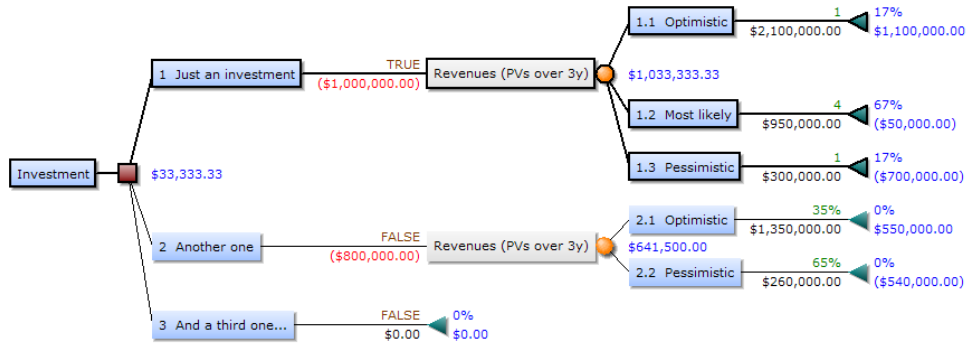 1.1 Optimistic
1
$2,100,000.00
17%
$1,100,000.00
1 Just an investment
TRUE
($1,000,000.00)
Revenues (PVs over 3y)
$1,033,333.33
1.2 Most likely
4
$950,000.00
67%
($50,000.00)
1.3 Pessimistic
1
$300,000.00
17%
($700,000.00)
Investment
$33,333.33
2.1 Optimistic
35%
$1,350,000.00
0%
$550,000.00
2 Another one
FALSE
($800,000.00)
Revenues (PVs over 3y)
$641,500.00
2.2 Pessimistic
65%
$260,000.00
0%
($540,000.00)
3 And a third one...
FALSE
$0.00
0%
$0.00